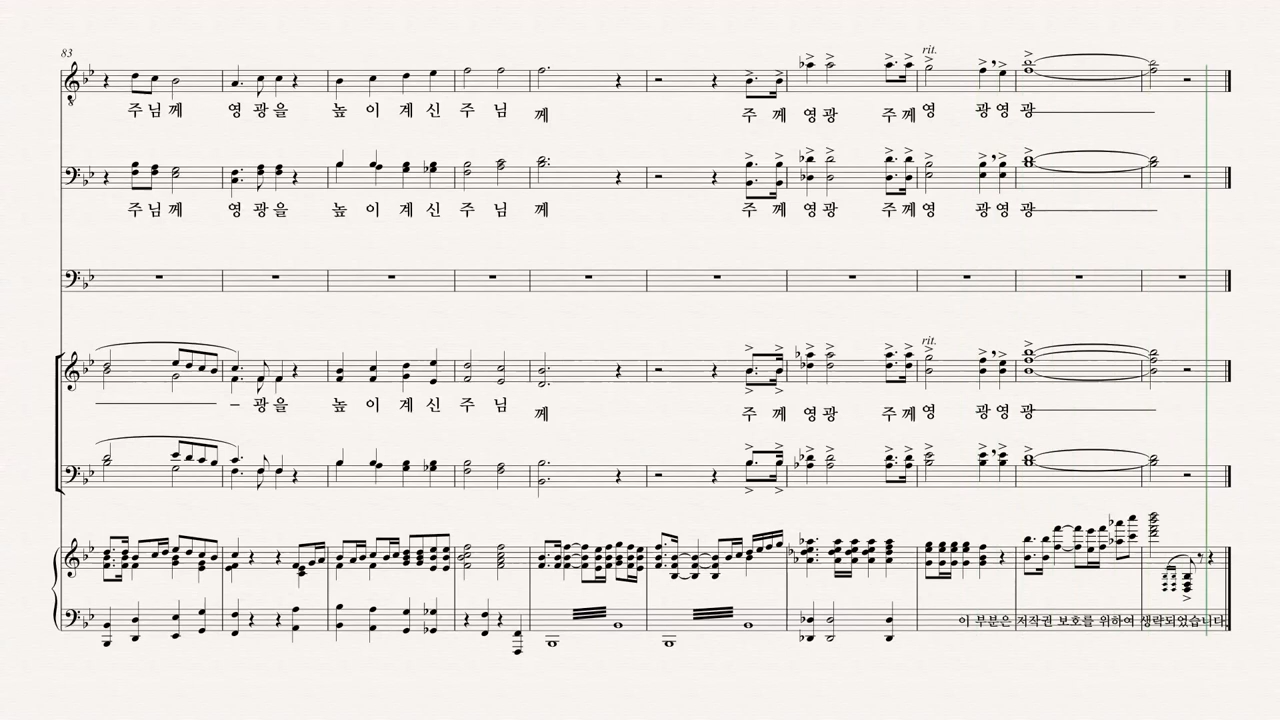 83
rit.
주 님 께 영 광 을 높 이 계 신 주 님 께 주 께 영 광 주 께 영 광 영 광
주 님 께 영 광 을 높 이 계 신 주 님 께 주 께 영 광 주 께 영 광 영 광
rit.
광 을 높 이 계 신 주 님 께 주 께 영 광 주 께 영 광 영 광
이 부분은 저작권 보호를 위하여 생략되었습니다.